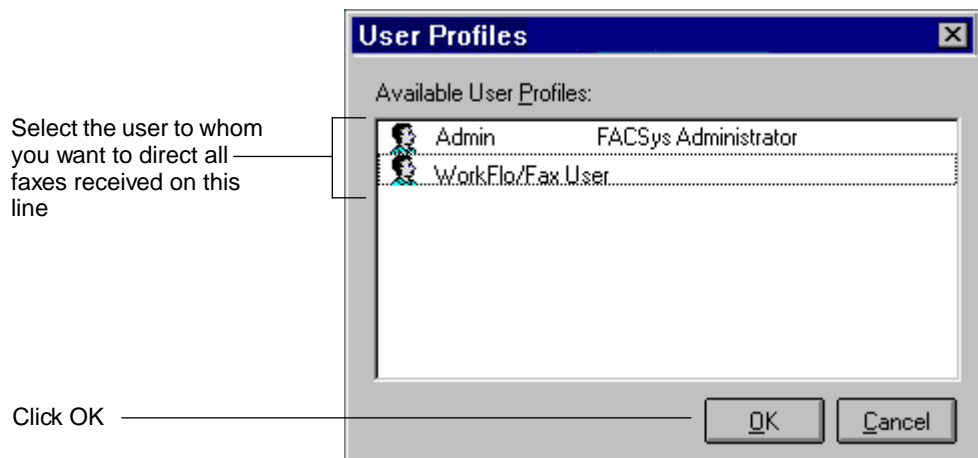 User Profiles
Available User Profiles:
Admin FACSys Administrator
WorkFlo/Fax User
Select the user to whom
you want to direct all
faxes received on this
line
Click OK
OK Cancel